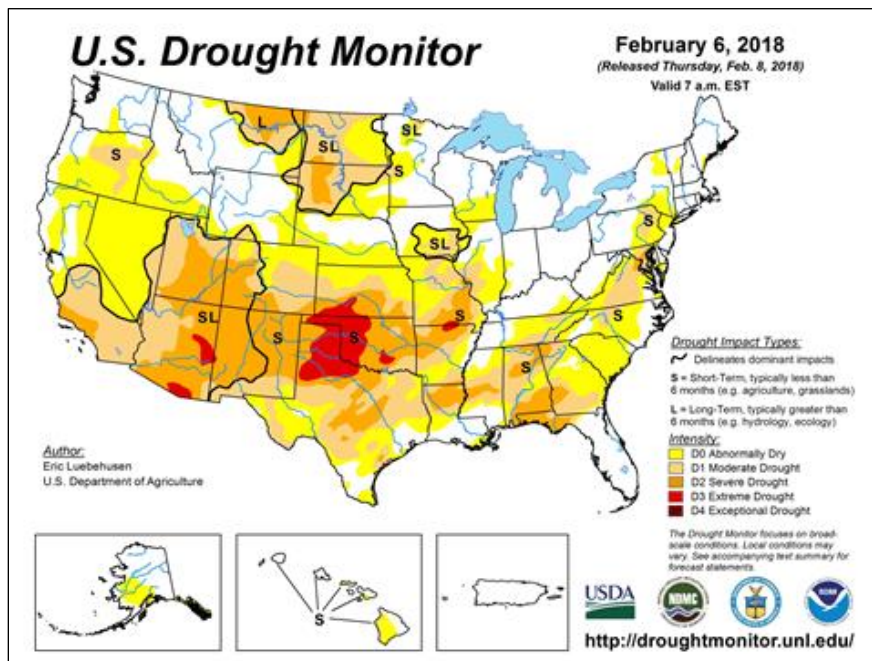 U.S. Drought Monitor
February 6, 2018
(Released Thursday, Feb. 8, 2018)
Valid 7 a.m. EST
L
SL
SL
S
S
S
SL
SL
S
S
S
S
S
S
Drought Impact Types:
Delineates dominant impacts
S = Short-Term, typically less than
6 months (e.g. agriculture, grasslands)
L = Long-Term, typically greater than
6 months (e.g. hydrology, ecology)
Intensity:
D0 Abnormally Dry
D1 Moderate Drought
D2 Severe Drought
D3 Extreme Drought
D4 Exceptional Drought
Author:
Eric Luebehusen
U.S. Department of Agriculture
The Drought Monitor focuses on broad-
scale conditions. Local conditions may
vary. See accompanying text summary for
forecast statements.
S
USDA
NDMC
NOAA
http://droughtmonitor.unl.edu/